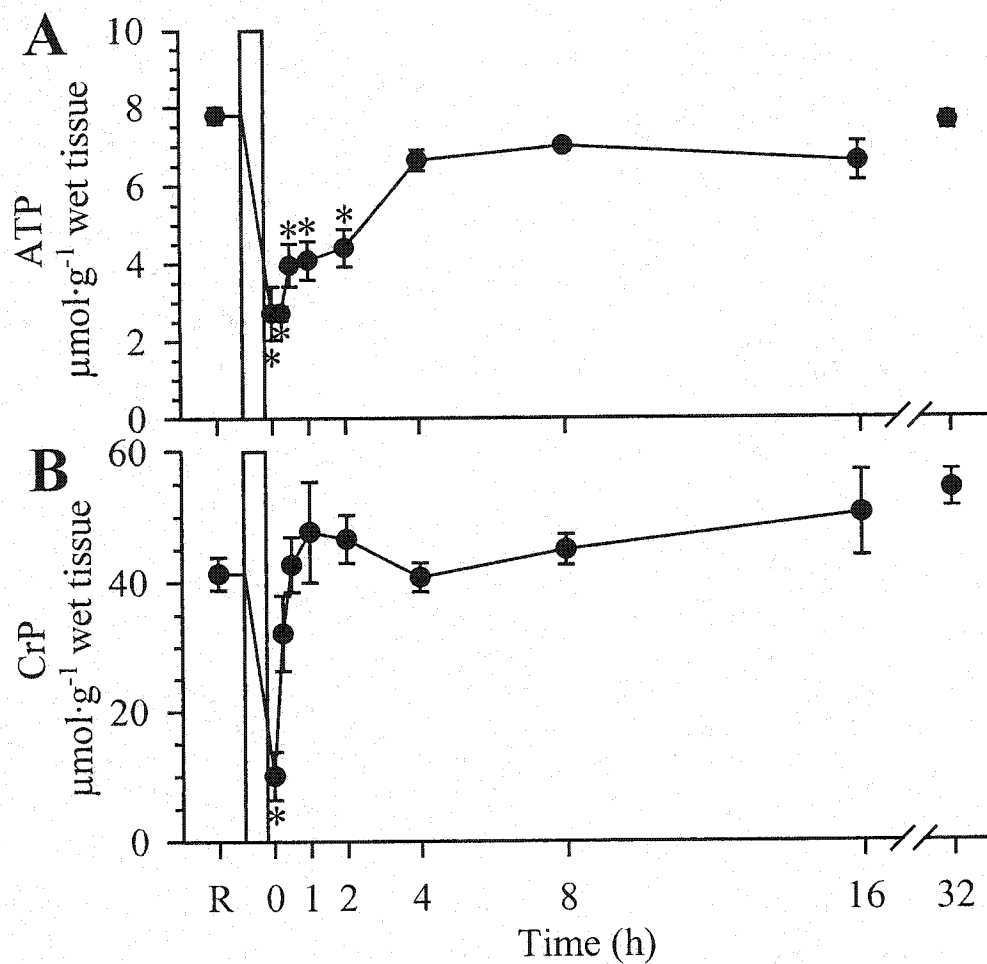 A
10
8
6
4
2
0
ATP
µmol·g⁻¹ wet tissue
* * * * *
B
60
40
20
0
CrP
µmol·g⁻¹ wet tissue
*
R 0 1 2 4 8 16 32
Time (h)